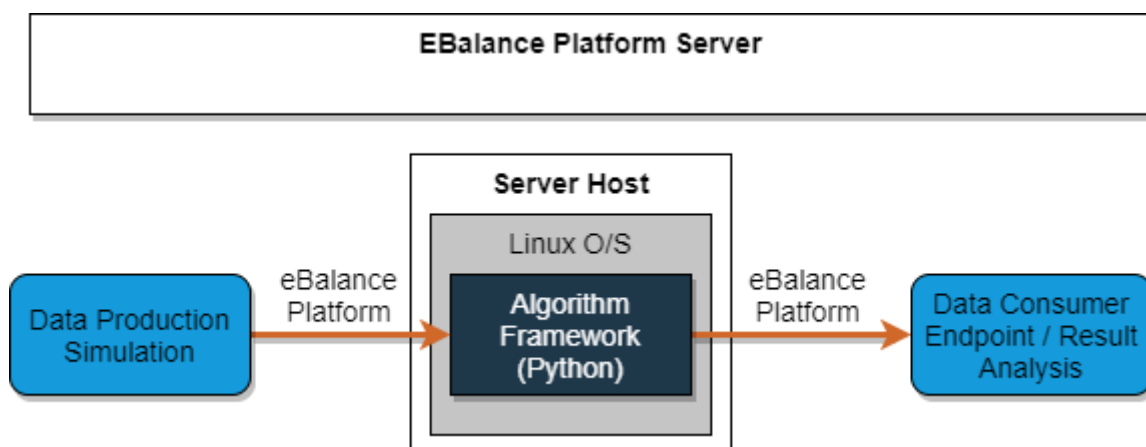 EBalance Platform Server
Server Host
Linux O/S
eBalance
Platform
eBalance
Platform
Data Production
Simulation
Algorithm
Framework
(Python)
Data Consumer
Endpoint / Result
Analysis